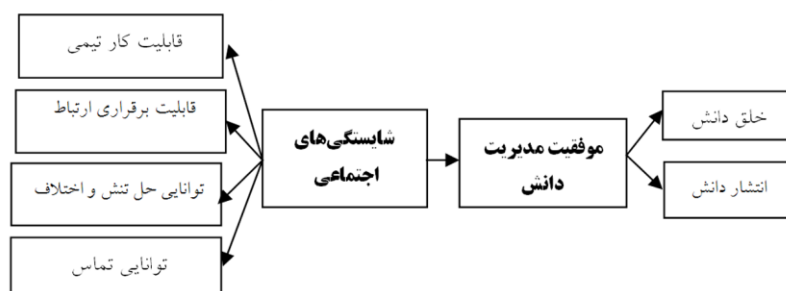 قابلیت کار تیمی
قابلیت برقراری ارتباط
توانایی حل تنش و اختلاف
توانایی تماس
شایستگی‌های
اجتماعی
موفقیت مدیریت
دانش
خلق دانش
انتشار دانش